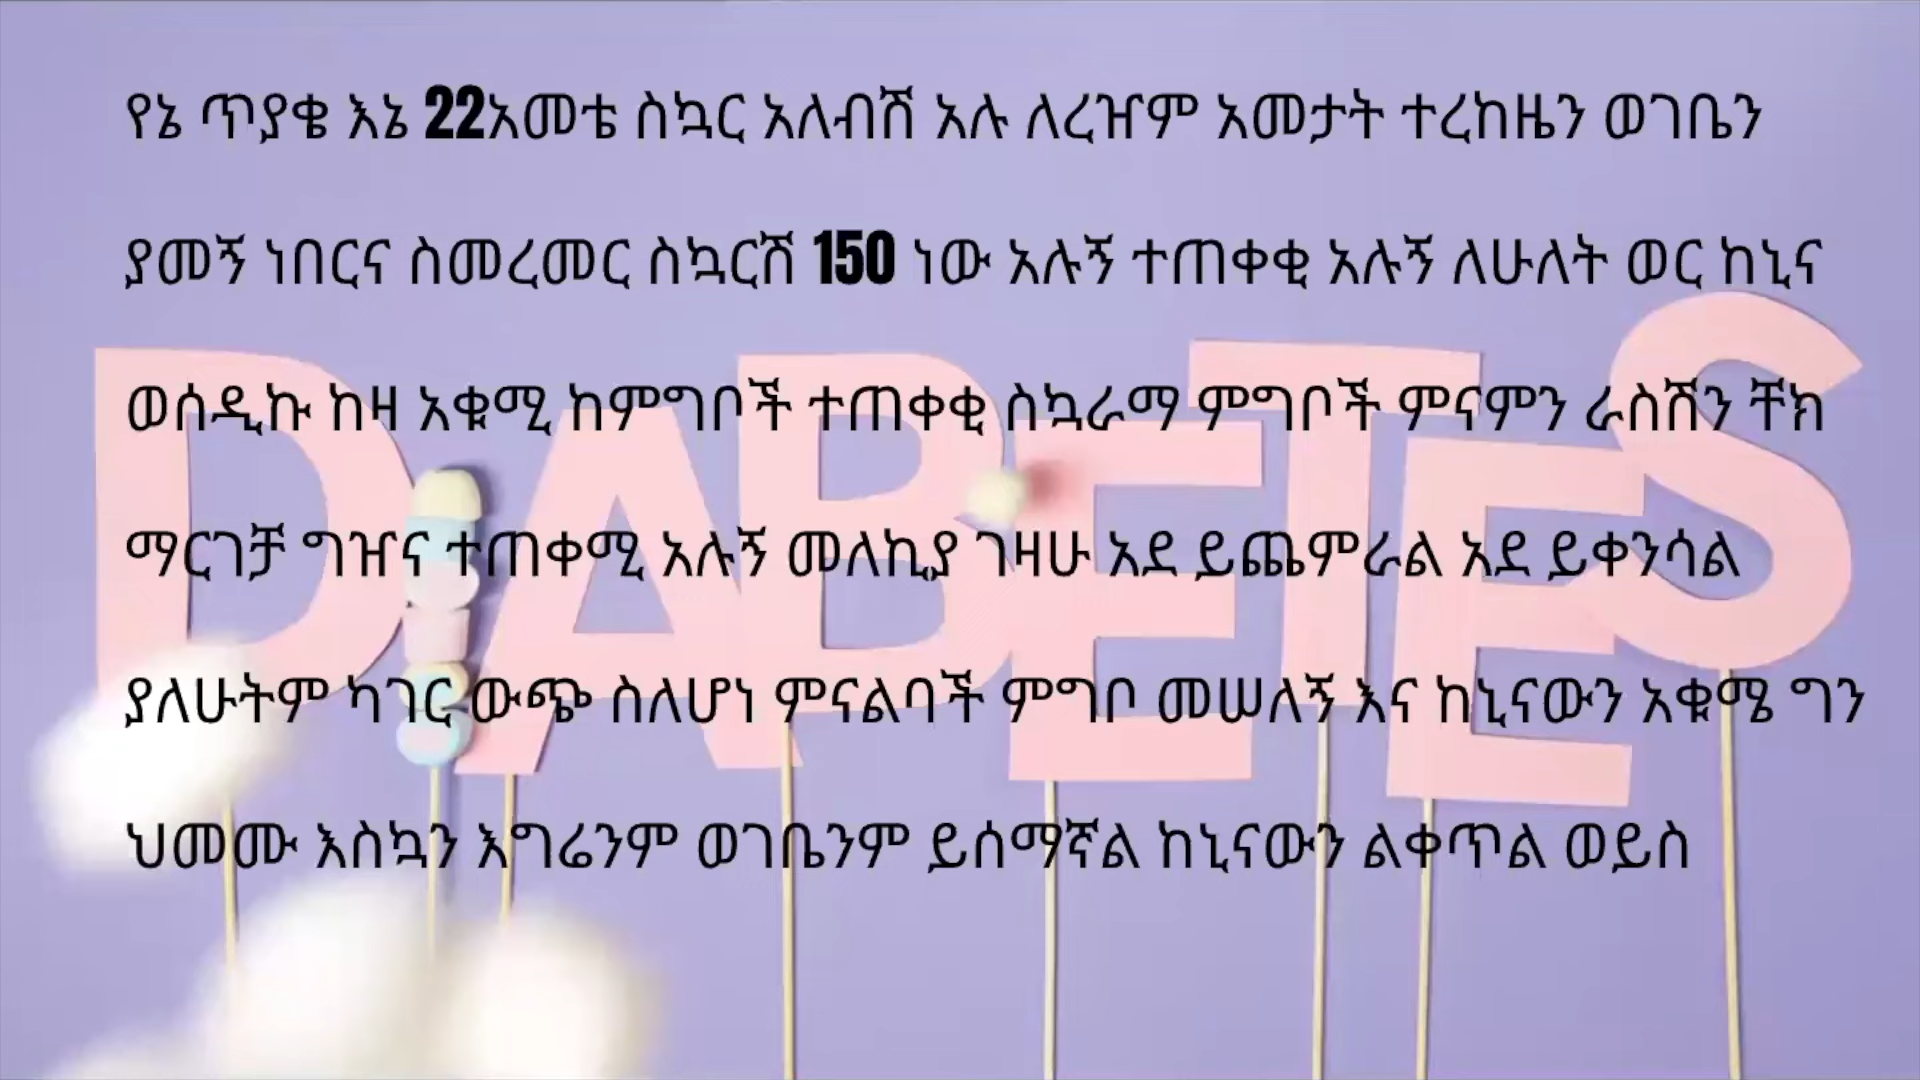 የኔ ጥያቄ እኔ 22አመቴ ስኳር አለብሽ አሉ ለረዠም አመታት ተረከዜን ወገቤን
ያመኝ ነበርና ስመረመር ስኳርሽ 150 ነው አሉኝ ተጠቀቂ አሉኝ ለሁለት ወር ከኒና
ወሰዲኩ ከዛ አቁሚ ከምግቦች ተጠቀቂ ስኳራማ ምግቦች ምናምን ራስሽን ቸክ
ማርገቻ ግዠና ተጠቀሚ አሉኝ መለኪያ ገዛሁ አደ ይጨምራል አደ ይቀንሳል
ያለሁትም ካገር ውጭ ስለሆነ ምናልባች ምግቦ መሠለኝ እና ከኒናውን አቁሜ ግን
ህመሙ እስኳን እግሬንም ወገቤንም ይሰማኛል ከኒናውን ልቀጥል ወይስ
DIABETES